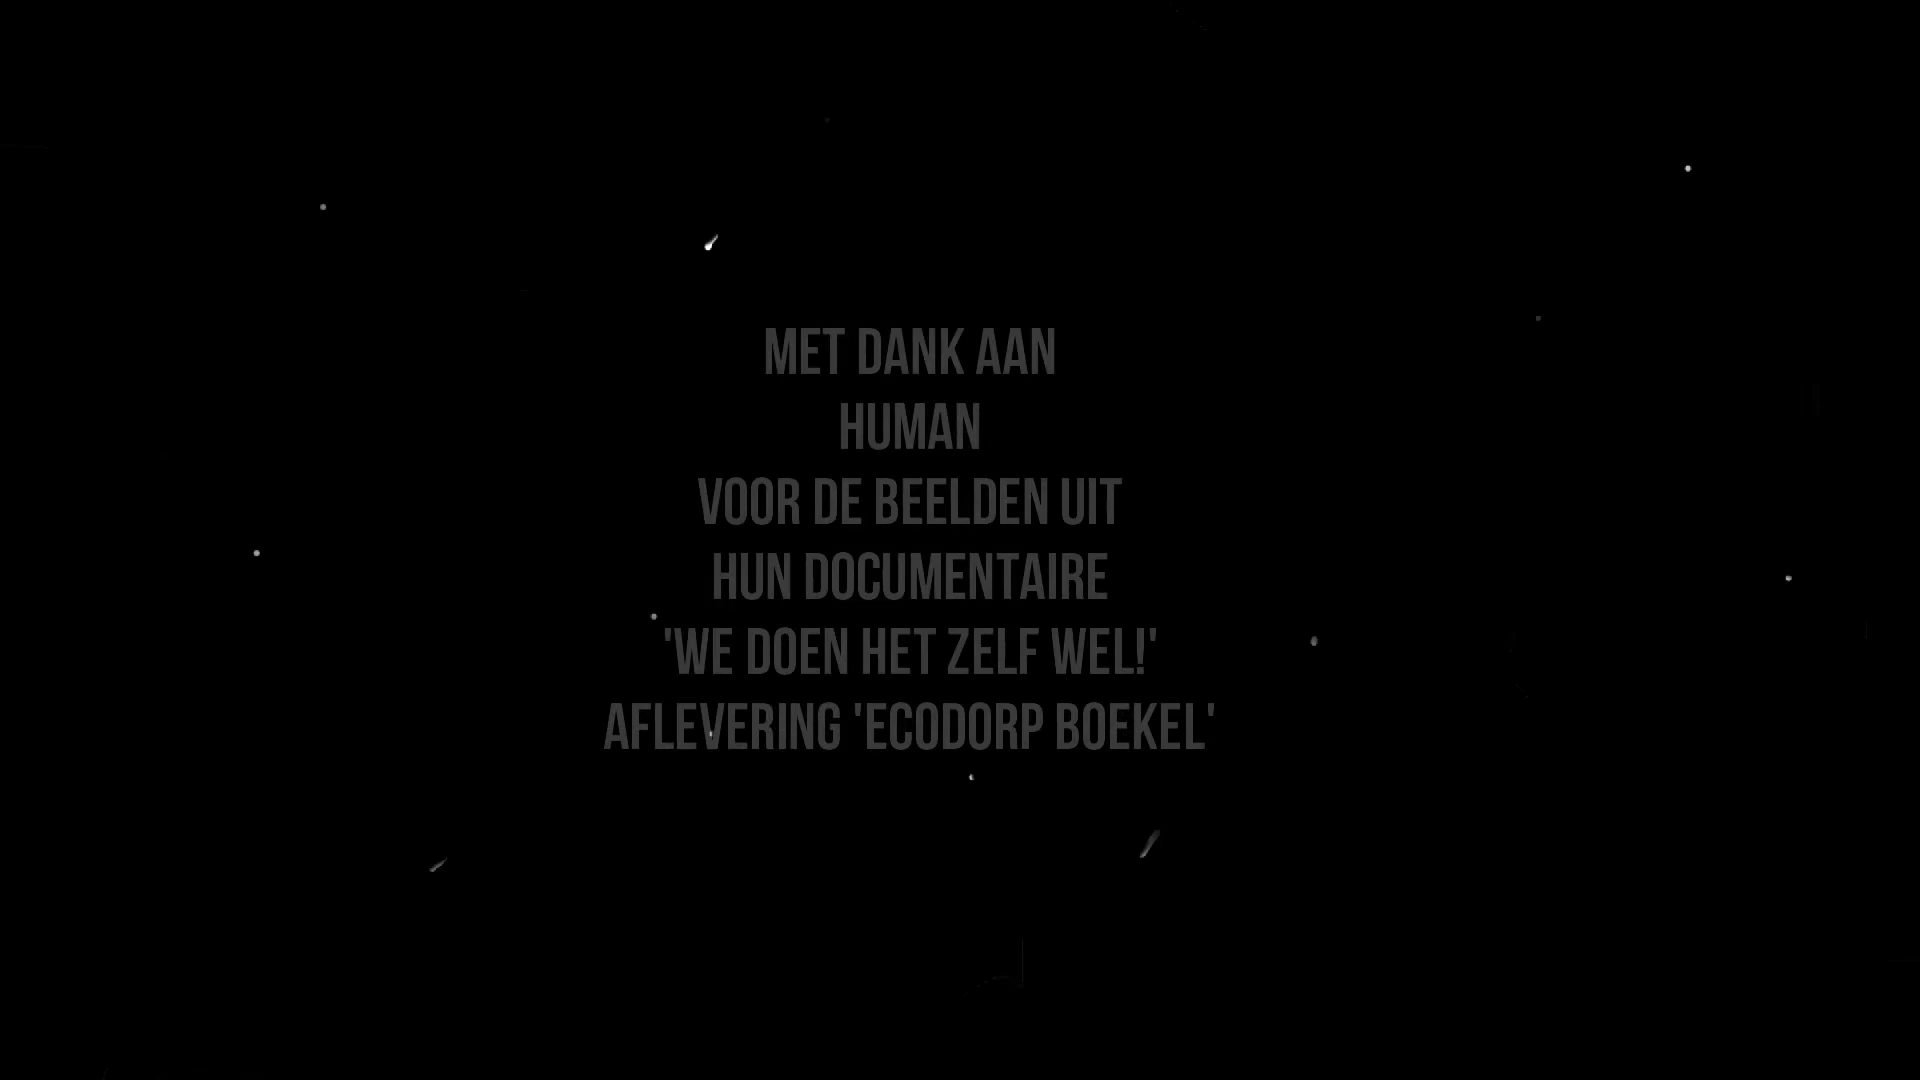 MET DANK AAN
HUMAN
VOOR DE BEELDEN UIT
HUN DOCUMENTAIRE
'WE DOEN HET ZELF WEL!'
AFLEVERING 'ECODORP BOEKEL'